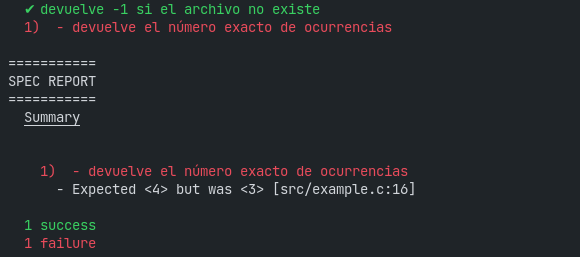 ✔ devuelve -1 si el archivo no existe
1) - devuelve el número exacto de ocurrencias
===========
SPEC REPORT
===========
Summary
1) - devuelve el número exacto de ocurrencias
- Expected <4> but was <3> [src/example.c:16]
1 success
1 failure